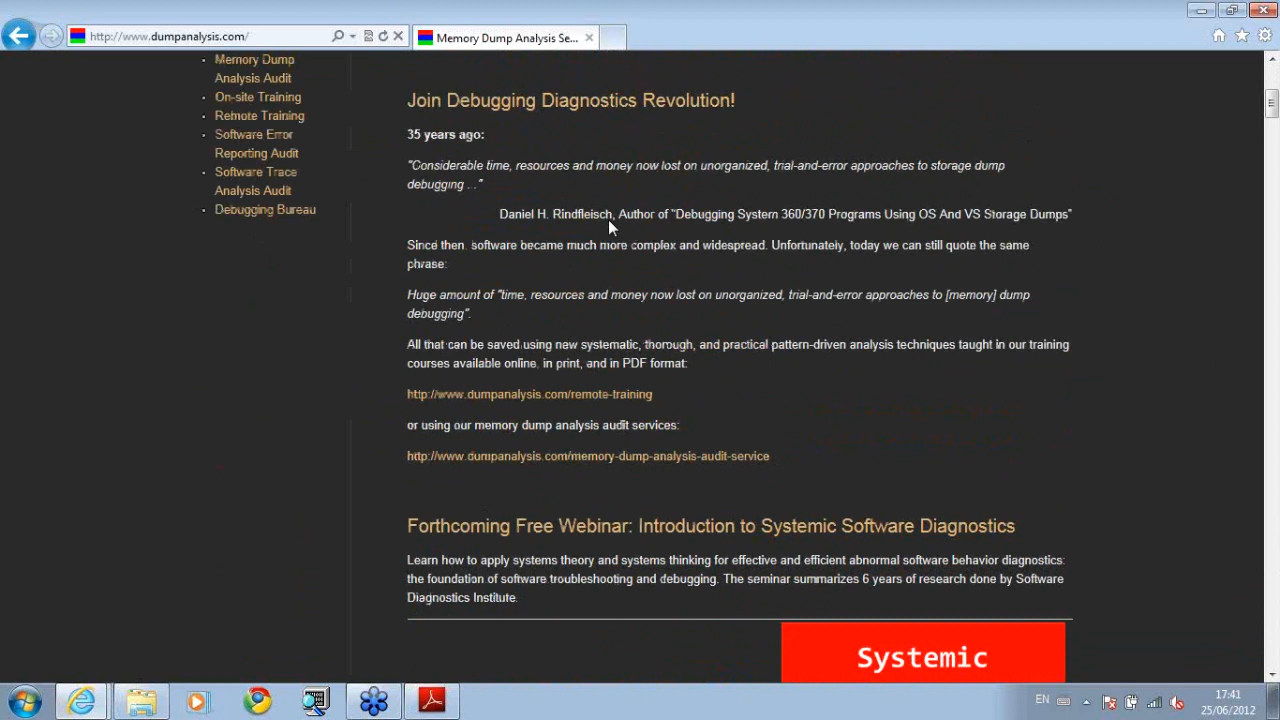 http://www.dumpanalysis.com/
Memory Dump Analysis Se...
Memory Dump
Analysis Audit
On-site Training
Remote Training
Software Error
Reporting Audit
Software Trace
Analysis Audit
Debugging Bureau
Join Debugging Diagnostics Revolution!
35 years ago:
"Considerable time, resources and money now lost on unorganized, trial-and-error approaches to storage dump
debugging . ."
Daniel H. Rindfleisch, Author of "Debugging System 360/370 Programs Using OS And VS Storage Dumps"
Since then, software became much more complex and widespread. Unfortunately, today we can still quote the same
phrase:
Huge amount of "time, resources and money now lost on unorganized, trial-and-error approaches to [memory] dump
debugging".
All that can be saved using new systematic, thorough, and practical pattern-driven analysis techniques taught in our training
courses available online, in print, and in PDF format:
http://www.dumpanalysis.com/remote-training
or using our memory dump analysis audit services:
http://www.dumpanalysis.com/memory-dump-analysis-audit-service
Forthcoming Free Webinar: Introduction to Systemic Software Diagnostics
Learn how to apply systems theory and systems thinking for effective and efficient abnormal software behavior diagnostics:
the foundation of software troubleshooting and debugging. The seminar summarizes 6 years of research done by Software
Diagnostics Institute.
Systemic
EN
17:41
25/06/2012